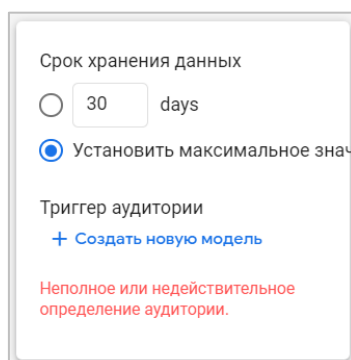 Срок хранения данных
30 days
Установить максимальное знач
Триггер аудитории
+ Создать новую модель
Неполное или недействительное
определение аудитории.